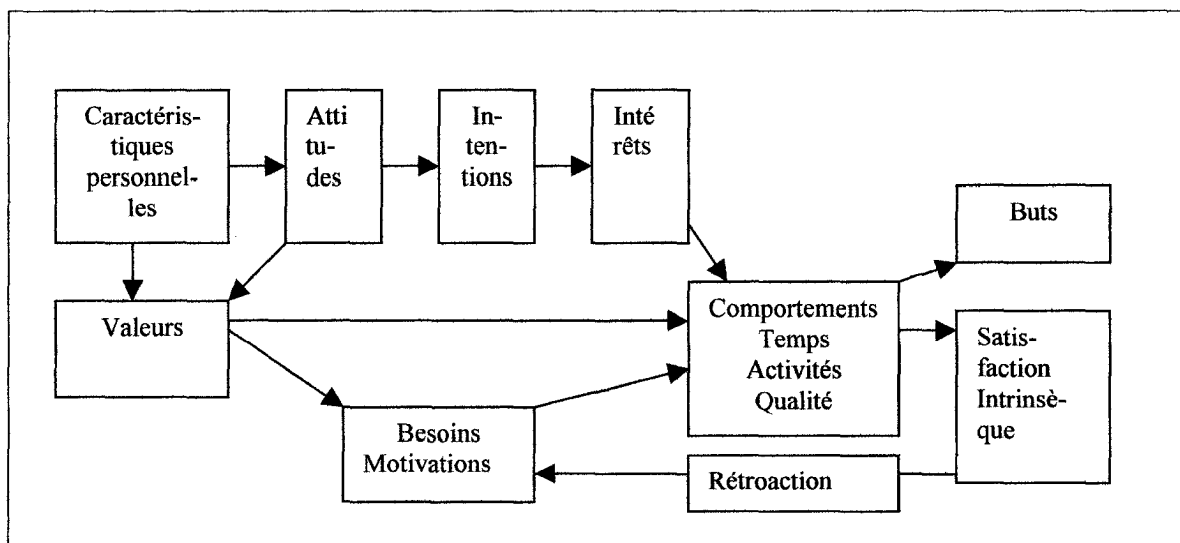 Caractéris-
tiques
personnel-
les
Atti
tu-
des
In-
ten-
tions
Inté
rêts
Buts
Valeurs
Comportements
Temps
Activités
Qualité
Satis-
faction
Intrinsè-
que
Besoins
Motivations
Rétroaction